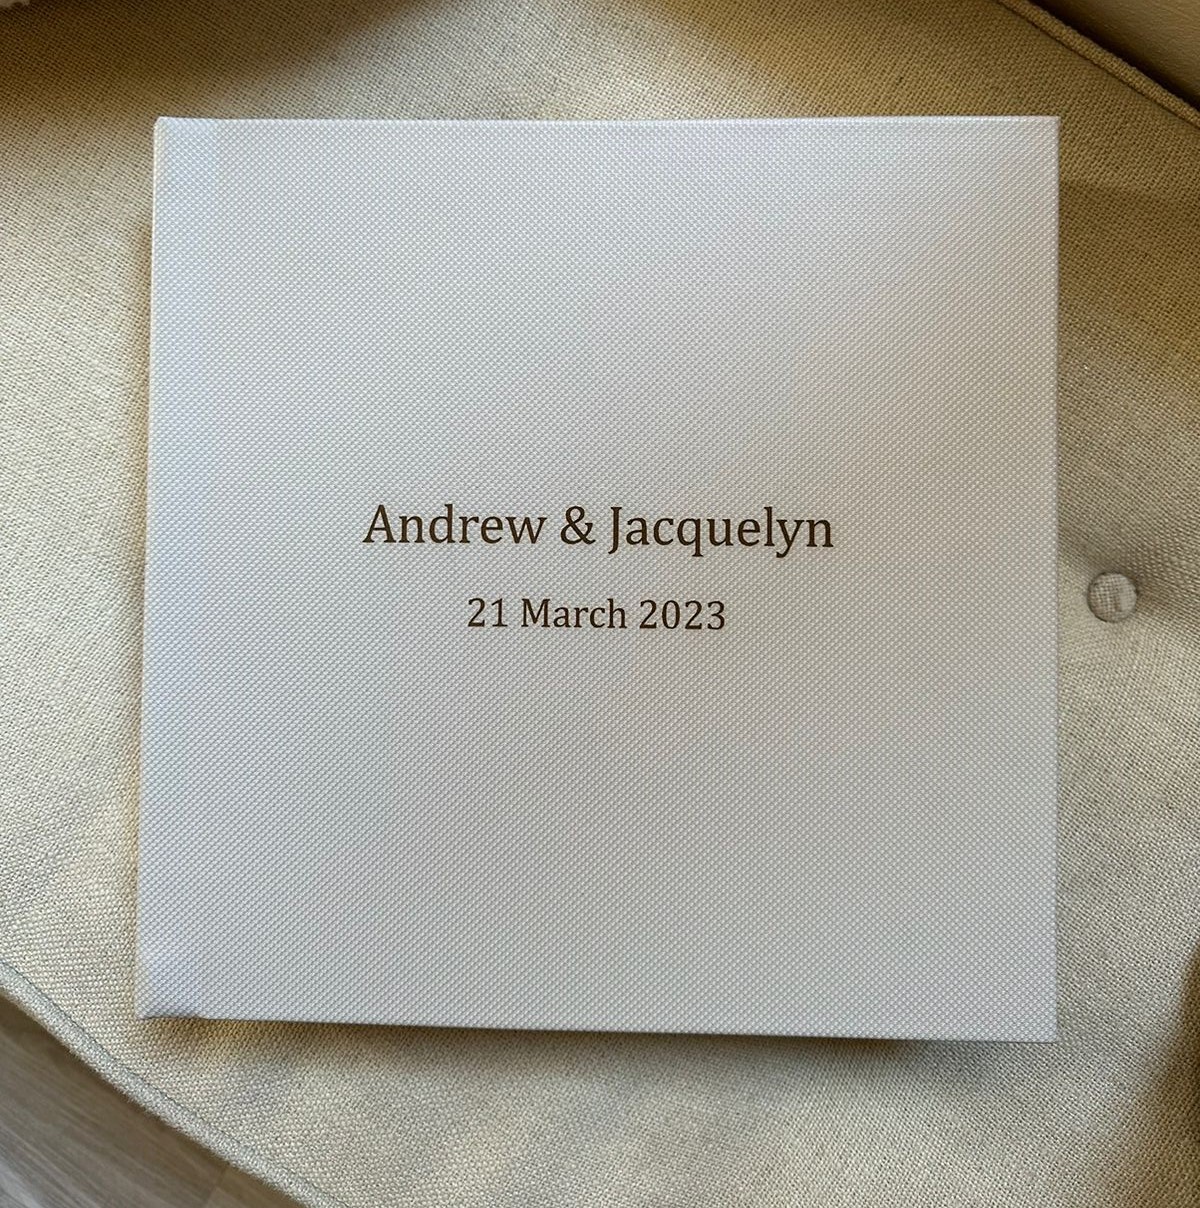 Andrew & Jacquelyn
21 March 2023